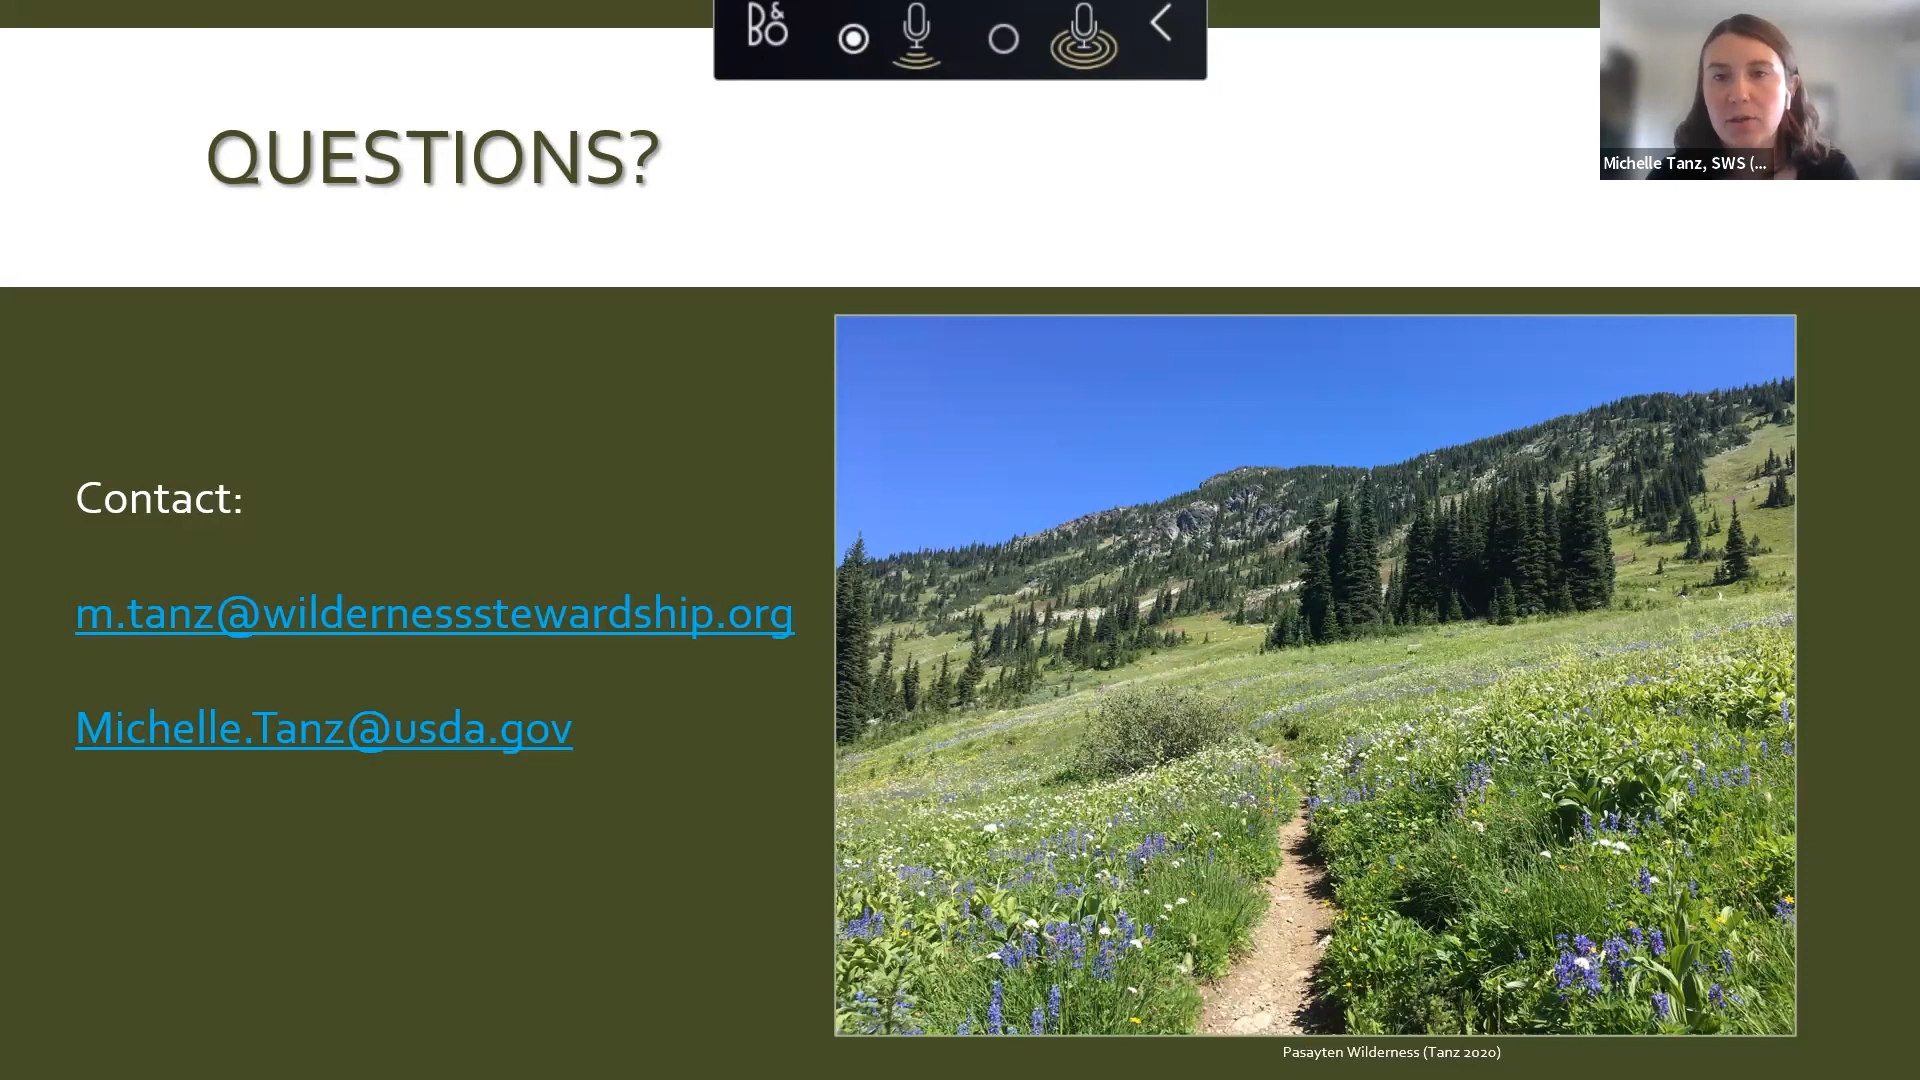 B&O
Michelle Tanz, SWS (...
QUESTIONS?
Contact:
m.tanz@wildernessstewardship.org
Michelle.Tanz@usda.gov
Pasayten Wilderness (Tanz 2020)